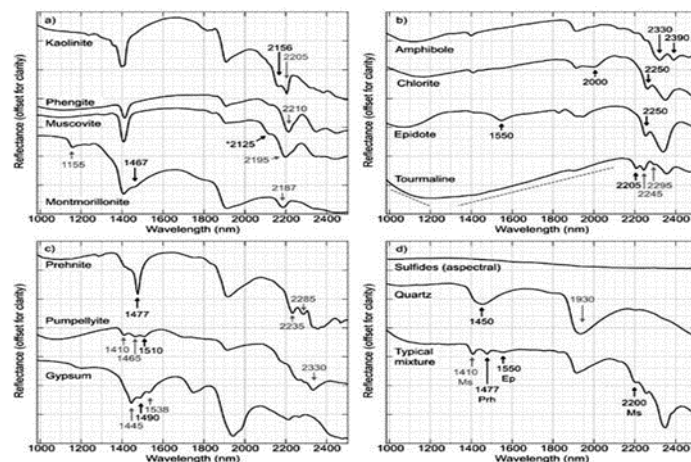 a)
Kaolinite
2156
2205
Phengite
2210
Muscovite
*2125
1155
1467
2195
2187
Montmorillonite
Reflectance (offset for clarity)
1000 1200 1400 1600 1800 2000 2200 2400
Wavelength (nm)
b)
2330 2390
Amphibole
2250
Chlorite
2000
2250
Epidote
1550
Tourmaline
2205
2295
2245
Reflectance (offset for clarity)
1000 1200 1400 1600 1800 2000 2200 2400
Wavelength (nm)
c)
Prehnite
2285
1477
2235
Pumpellyite
1410
1510
1465
2330
Gypsum
1538
1490
1445
Reflectance (offset for clarity)
1000 1200 1400 1600 1800 2000 2200 2400
Wavelength (nm)
d)
Sulfides (aspectral)
Quartz
1930
1450
Typical
mixture
1410
Ms
1477
Prh
1550
Ep
2200
Ms
Reflectance (offset for clarity)
1000 1200 1400 1600 1800 2000 2200 2400
Wavelength (nm)